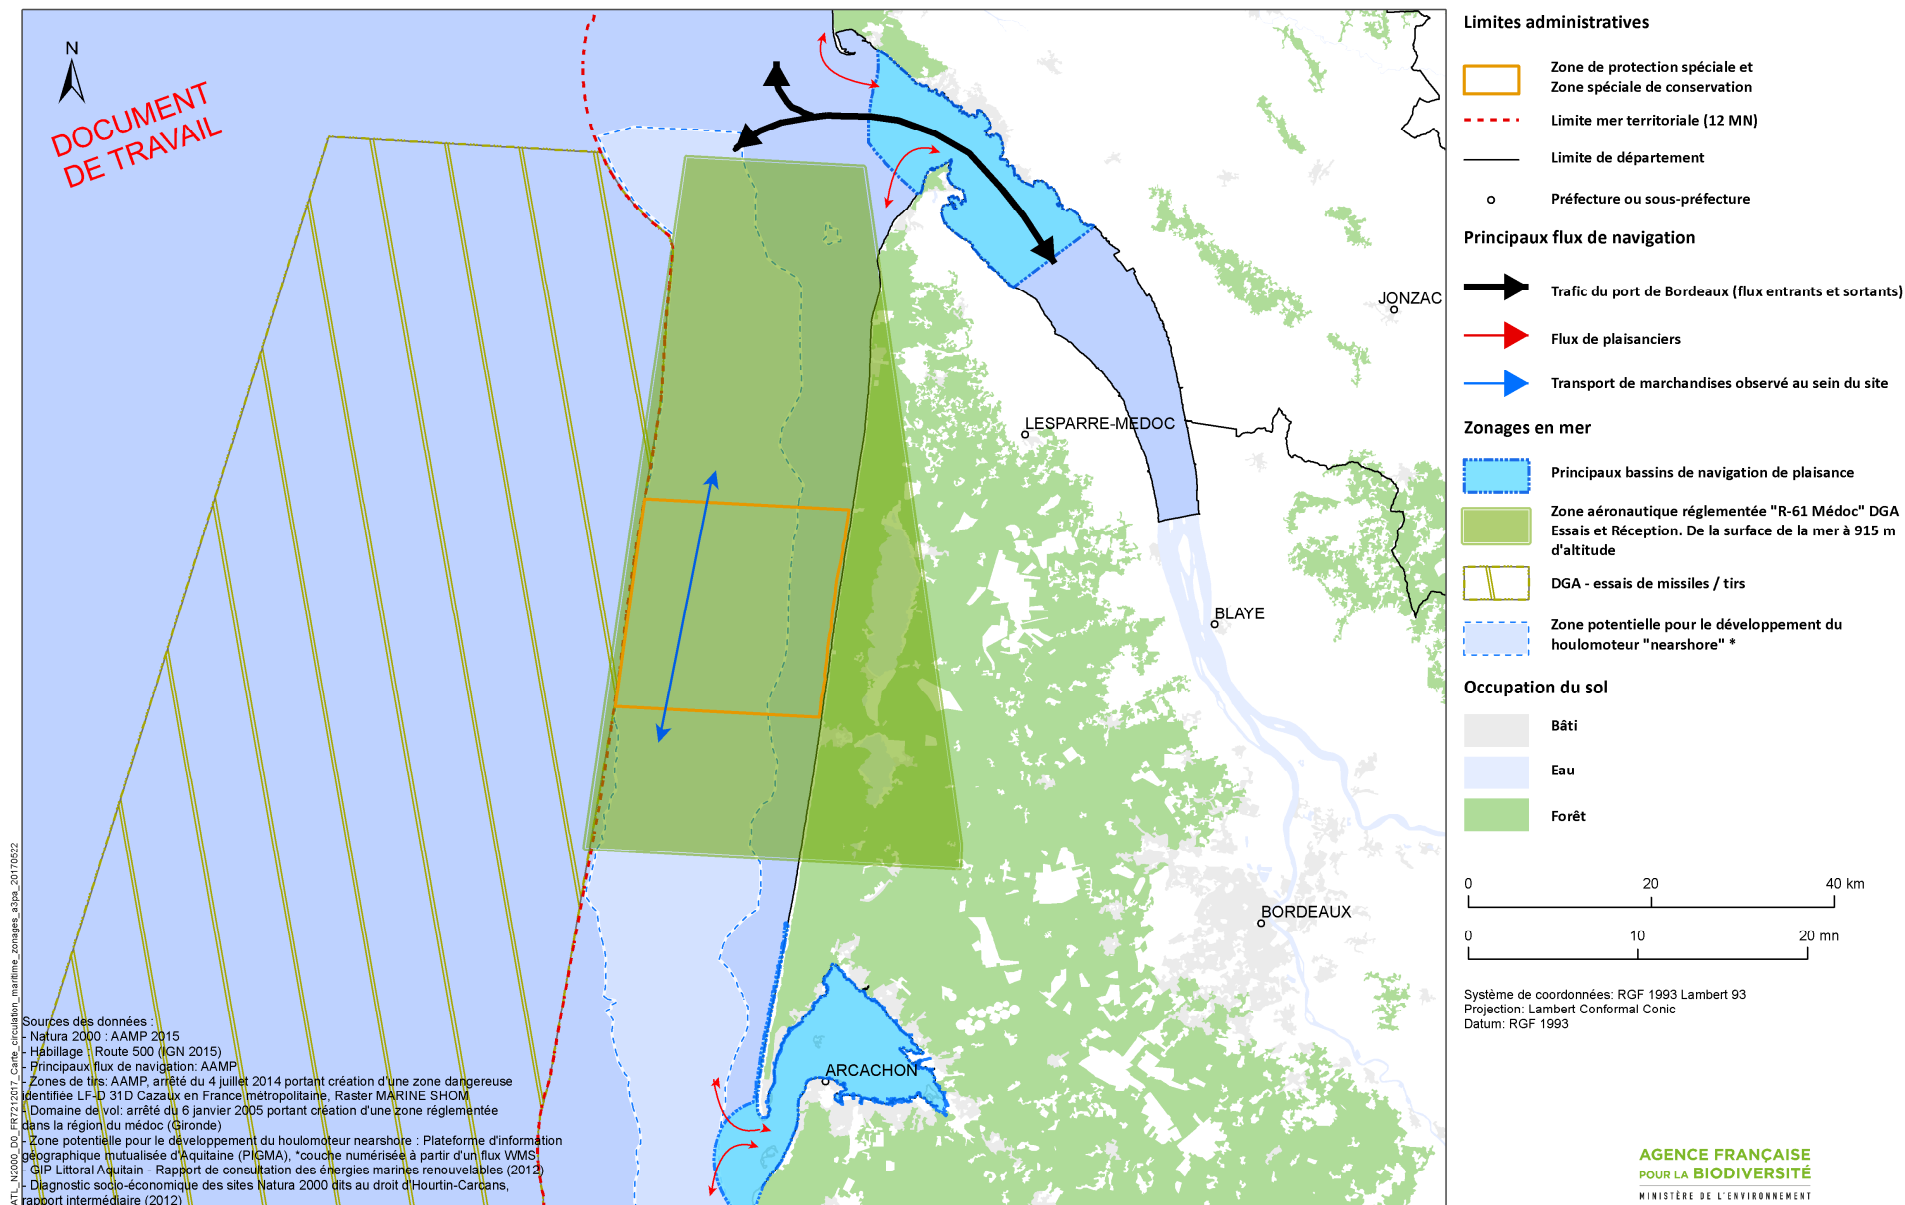 N
DOCUMENT
DE TRAVAIL
JONZAC
LESPARRE-MEDOC
BLAYE
BORDEAUX
ARCACHON
Sources des données :
- Natura 2000 : AAMP 2015
- Habillage : Route 500 (IGN 2015)
- Principaux flux de navigation: AAMP
- Zones de tirs: AAMP, arrêté du 4 juillet 2014 portant création d'une zone dangereuse
identifiée LF-D 31D Cazaux en France métropolitaine, Raster MARINE SHOM
- Domaine de vol: arrêté du 6 janvier 2005 portant création d'une zone réglementée
dans la région du médoc (Gironde)
- Zone potentielle pour le développement du houlomoteur nearshore : Plateforme d'information
géographique mutualisée d'Aquitaine (PIGMA), *couche numérisée à partir d'un flux WMS
- GIP Littoral Aquitain - Rapport de consultation des énergies marines renouvelables (2012)
- Diagnostic socio-économique des sites Natura 2000 dits au droit d'Hourtin-Carcans,
rapport intermédiaire (2012)
ATL_N2000_DO_FR7212017_Carte_circulation_maritime_zonages_a3pa_20170522
Limites administratives
Zone de protection spéciale et
Zone spéciale de conservation
Limite mer territoriale (12 MN)
Limite de département
Préfecture ou sous-préfecture
Principaux flux de navigation
Trafic du port de Bordeaux (flux entrants et sortants)
Flux de plaisanciers
Transport de marchandises observé au sein du site
Zonages en mer
Principaux bassins de navigation de plaisance
Zone aéronautique réglementée "R-61 Médoc" DGA
Essais et Réception. De la surface de la mer à 915 m
d'altitude
DGA - essais de missiles / tirs
Zone potentielle pour le développement du
houlomoteur "nearshore" *
Occupation du sol
Bâti
Eau
Forêt
0 20 40 km
0 10 20 mn
Système de coordonnées: RGF 1993 Lambert 93
Projection: Lambert Conformal Conic
Datum: RGF 1993
AGENCE FRANÇAISE
POUR LA BIODIVERSITÉ
MINISTÈRE DE L'ENVIRONNEMENT